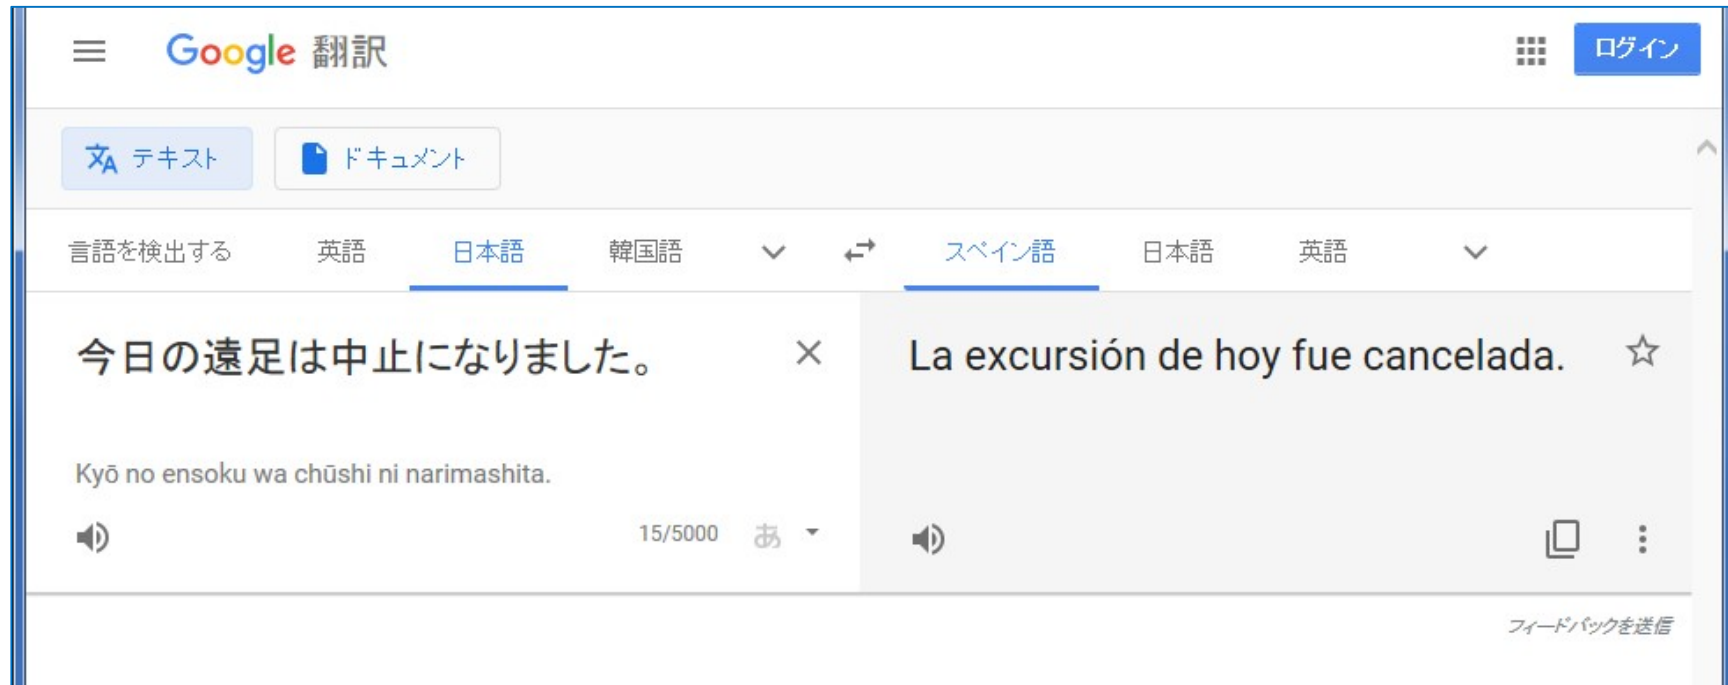 Google 翻訳
ログイン
テキスト
ドキュメント
言語を検出する 英語 日本語 韓国語 スペイン語 日本語 英語
今日の遠足は中止になりました。
Kyō no ensoku wa chūshi ni narimashita.
15/5000 あ
La excursión de hoy fue cancelada.
フィードバックを送信